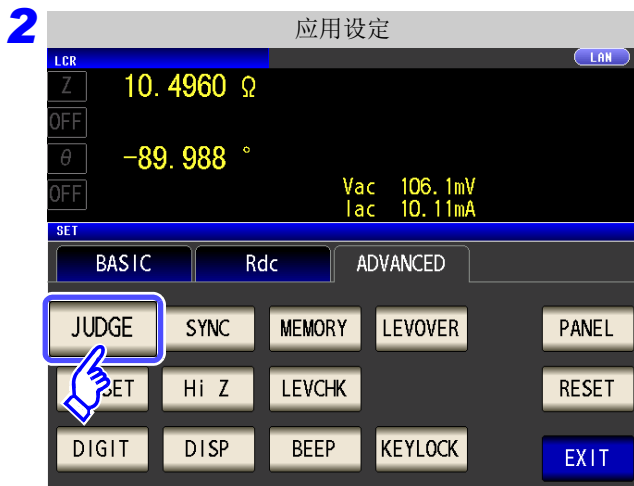 2
应用设定
LCR LAN
Z 10.4960 Ω
OFF
θ -89.988 °
OFF
Vac 106.1mV
Iac 10.11mA
SET
BASIC Rdc ADVANCED
JUDGE SYNC MEMORY LEVOVER PANEL
SET Hi Z LEVCHK RESET
DIGIT DISP BEEP KEYLOCK EXIT